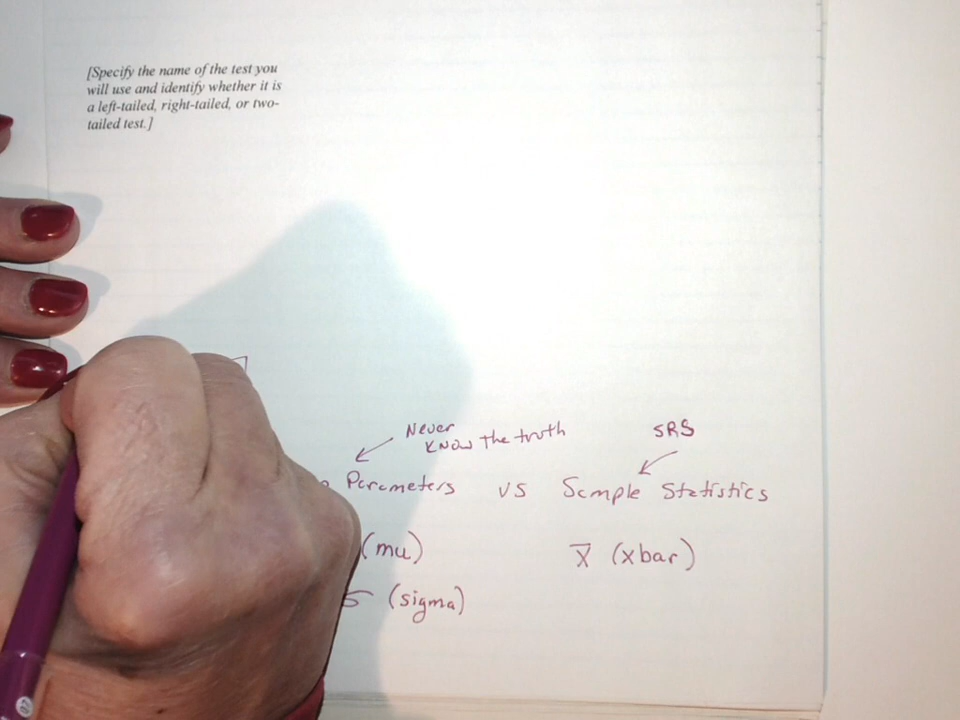 [Specify the name of the test you
will use and identify whether it is
a left-tailed, right-tailed, or two-
tailed test.]
Never
know the truth
SRS
Parameters vs Sample Statistics
(mu) x̄ (xbar)
σ (sigma)